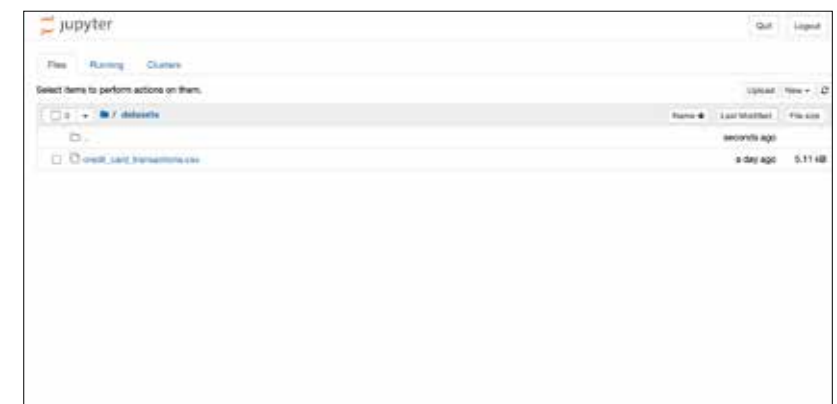 jupyter
Quit Logout
Files Running Clusters
Select items to perform actions on them.
Upload New
0 / datasets
Name Last Modified File size
.. seconds ago
credit_card_transactions.csv a day ago 5.11 kB